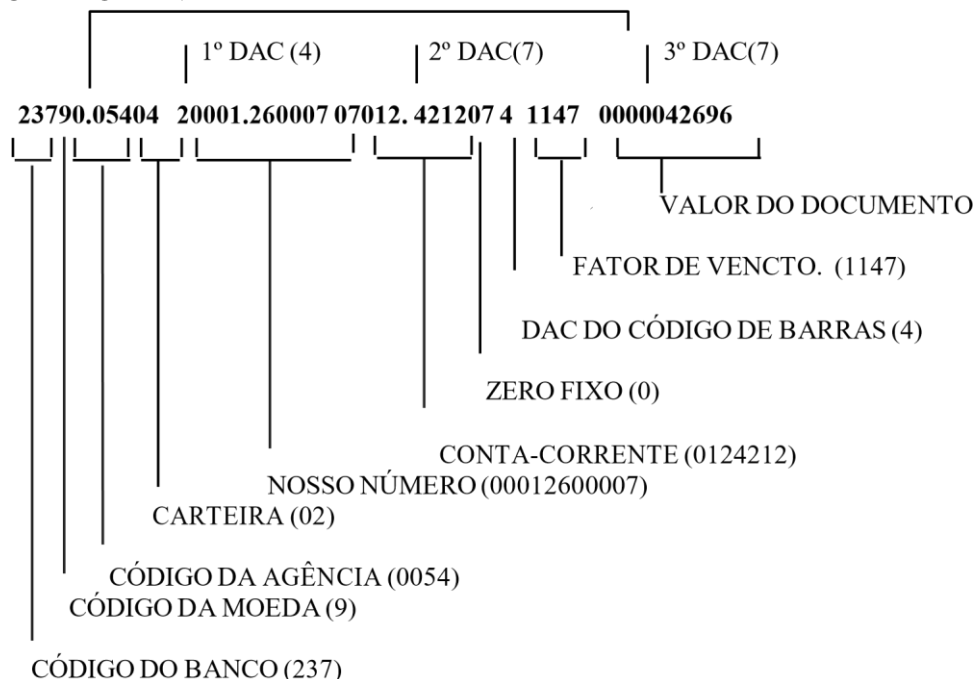 1º DAC (4) 2º DAC(7) 3º DAC(7)
23790.05404 20001.260007 07012. 421207 4 1147 0000042696
VALOR DO DOCUMENTO
FATOR DE VENCTO. (1147)
DAC DO CÓDIGO DE BARRAS (4)
ZERO FIXO (0)
CONTA-CORRENTE (0124212)
NOSSO NÚMERO (00012600007)
CARTEIRA (02)
CÓDIGO DA AGÊNCIA (0054)
CÓDIGO DA MOEDA (9)
CÓDIGO DO BANCO (237)